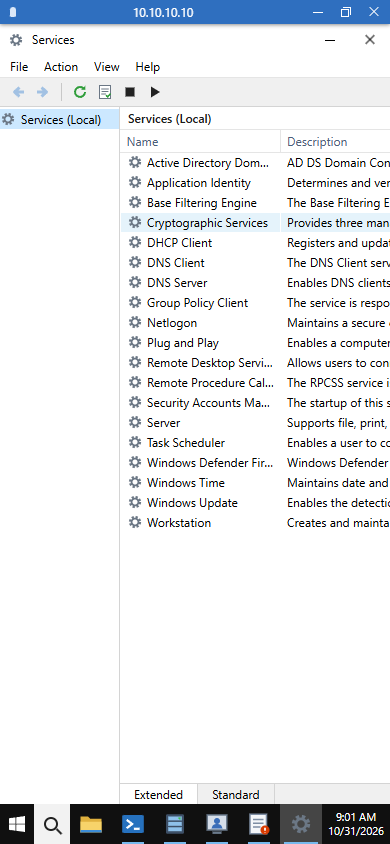 10.10.10.10
Services
File Action View Help
Services (Local)
Services (Local)
Name Description
Active Directory Dom... AD DS Domain Con
Application Identity Determines and ver
Base Filtering Engine The Base Filtering E
Cryptographic Services Provides three man
DHCP Client Registers and updat
DNS Client The DNS Client serv
DNS Server Enables DNS clients
Group Policy Client The service is respo
Netlogon Maintains a secure
Plug and Play Enables a computer
Remote Desktop Servi... Allows users to con
Remote Procedure Cal... The RPCSS service i
Security Accounts Ma... The startup of this s
Server Supports file, print,
Task Scheduler Enables a user to co
Windows Defender Fir... Windows Defender
Windows Time Maintains date and
Windows Update Enables the detectio
Workstation Creates and mainta
Extended Standard
9:01 AM
10/31/2026